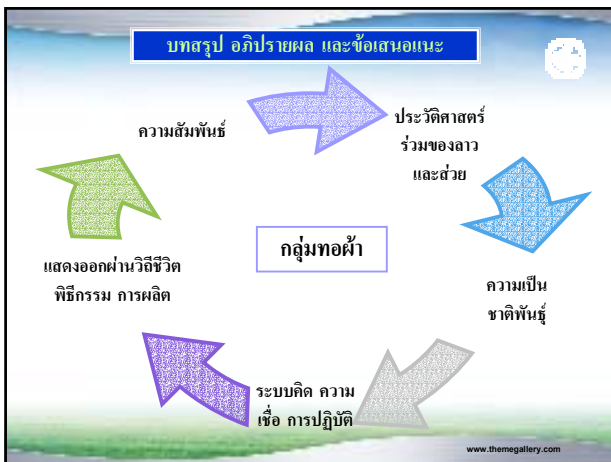 บทสรุป อภิปรายผล และข้อเสนอแนะ
ความสัมพันธ์
ประวัติศาสตร์
ร่วมของลาว
และส่วย
กลุ่มทอผ้า
ความเป็น
ชาติพันธุ์
ระบบคิด ความ
เชื่อ การปฏิบัติ
แสดงออกผ่านวิถีชีวิต
พิธีกรรม การผลิต
www.themegallery.com